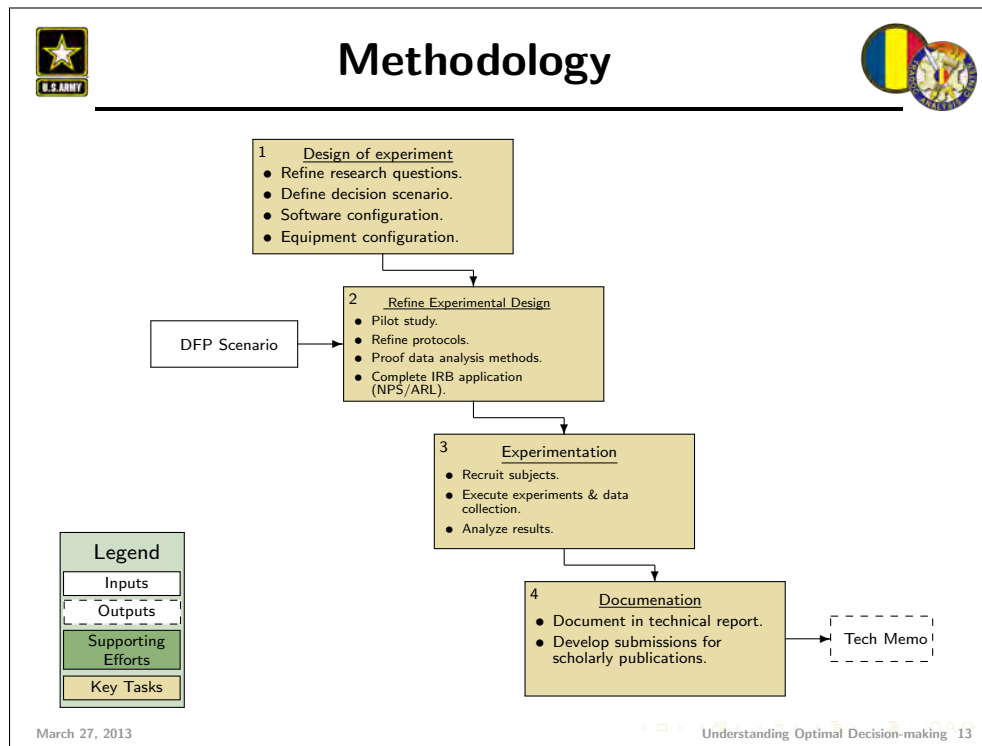 Methodology
U.S.ARMY
TRADOC ANALYSIS CENTER
1
Design of experiment
● Refine research questions.
● Define decision scenario.
● Software configuration.
● Equipment configuration.
2
Refine Experimental Design
● Pilot study.
● Refine protocols.
● Proof data analysis methods.
● Complete IRB application
(NPS/ARL).
DFP Scenario
3
Experimentation
● Recruit subjects.
● Execute experiments & data
collection.
● Analyze results.
4
Documenation
● Document in technical report.
● Develop submissions for
scholarly publications.
Tech Memo
Legend
Inputs
Outputs
Supporting
Efforts
Key Tasks
March 27, 2013
Understanding Optimal Decision-making 13